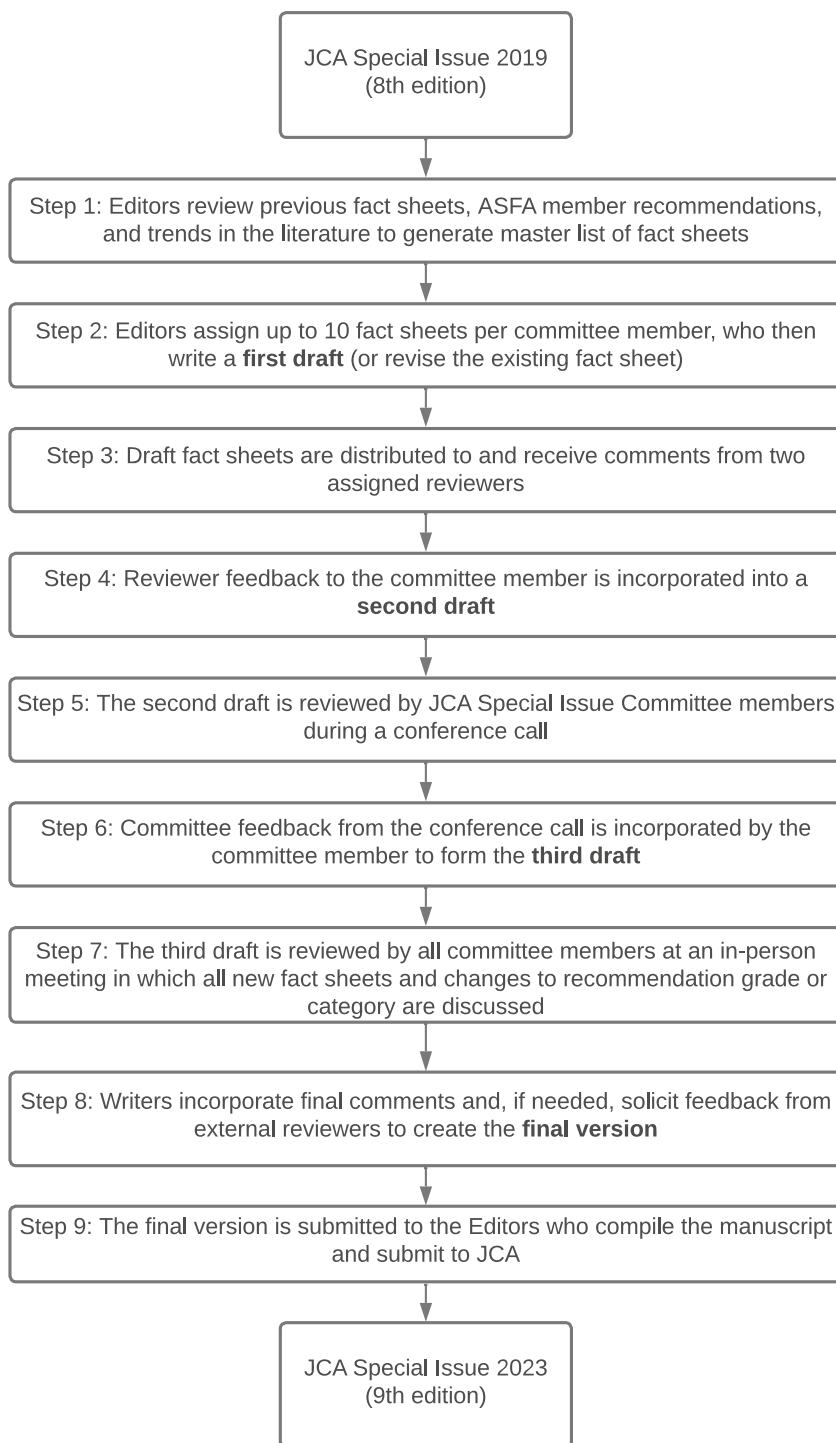 JCA Special Issue 2019
(8th edition)
Step 1: Editors review previous fact sheets, ASFA member recommendations,
and trends in the literature to generate master list of fact sheets
Step 2: Editors assign up to 10 fact sheets per committee member, who then
write a first draft (or revise the existing fact sheet)
Step 3: Draft fact sheets are distributed to and receive comments from two
assigned reviewers
Step 4: Reviewer feedback to the committee member is incorporated into a
second draft
Step 5: The second draft is reviewed by JCA Special Issue Committee members
during a conference call
Step 6: Committee feedback from the conference call is incorporated by the
committee member to form the third draft
Step 7: The third draft is reviewed by all committee members at an in-person
meeting in which all new fact sheets and changes to recommendation grade or
category are discussed
Step 8: Writers incorporate final comments and, if needed, solicit feedback from
external reviewers to create the final version
Step 9: The final version is submitted to the Editors who compile the manuscript
and submit to JCA
JCA Special Issue 2023
(9th edition)